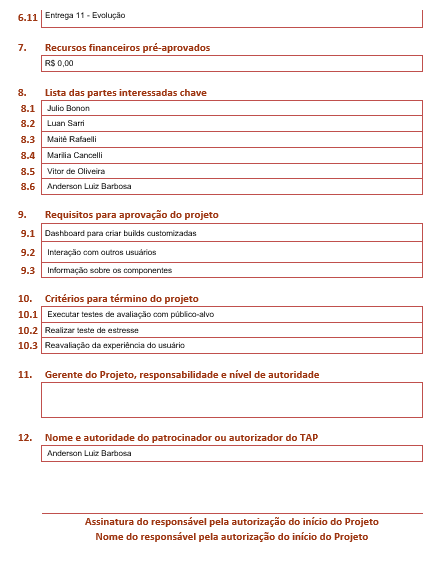 6.11 Entrega 11 - Evolução
7. Recursos financeiros pré-aprovados
R$ 0,00
8. Lista das partes interessadas chave
8.1 Julio Bonon
8.2 Luan Sarri
8.3 Maitê Rafaelli
8.4 Marilia Cancelli
8.5 Vitor de Oliveira
8.6 Anderson Luiz Barbosa
9. Requisitos para aprovação do projeto
9.1 Dashboard para criar builds customizadas
9.2 Interação com outros usuários
9.3 Informação sobre os componentes
10. Critérios para término do projeto
10.1 Executar testes de avaliação com público-alvo
10.2 Realizar teste de estresse
10.3 Reavaliação da experiência do usuário
11. Gerente do Projeto, responsabilidade e nível de autoridade
12. Nome e autoridade do patrocinador ou autorizador do TAP
Anderson Luiz Barbosa
Assinatura do responsável pela autorização do início do Projeto
Nome do responsável pela autorização do início do Projeto